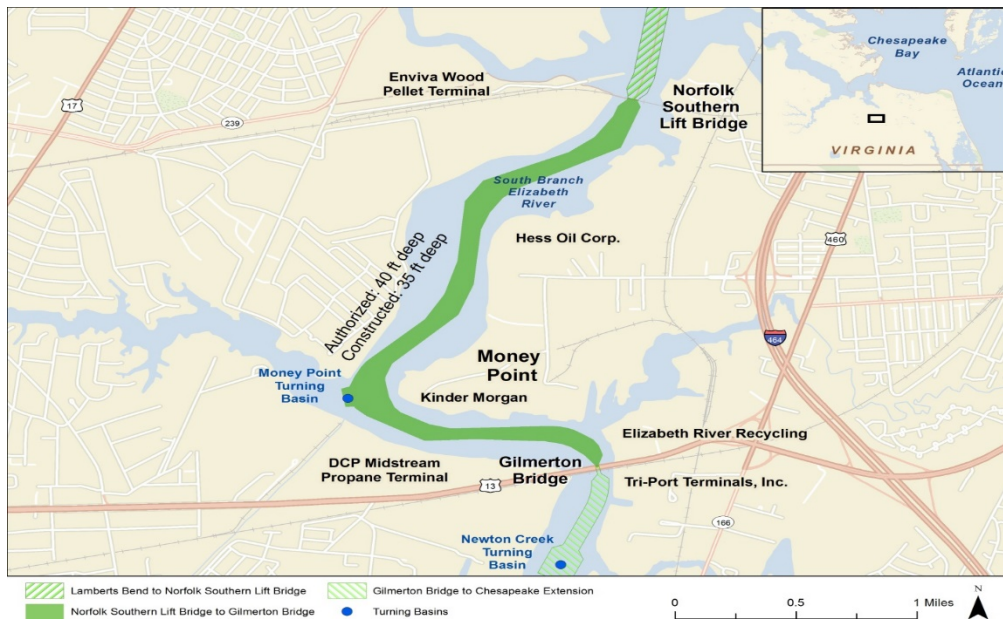 Chesapeake
Bay
Atlantic
Ocean
VIRGINIA
Enviva Wood
Pellet Terminal
Norfolk
Southern
Lift Bridge
17
239
South Branch
Elizabeth
River
460
Hess Oil Corp.
Authorized: 40 ft deep
Constructed: 35 ft deep
464
Money
Point
Money Point
Turning
Basin
Kinder Morgan
Elizabeth River Recycling
DCP Midstream
Propane Terminal
Gilmerton
Bridge
13
Tri-Port Terminals, Inc.
166
Newton Creek
Turning
Basin
Lamberts Bend to Norfolk Southern Lift Bridge
Gilmerton Bridge to Chesapeake Extension
Norfolk Southern Lift Bridge to Gilmerton Bridge
Turning Basins
0 0.5 1 Miles
N